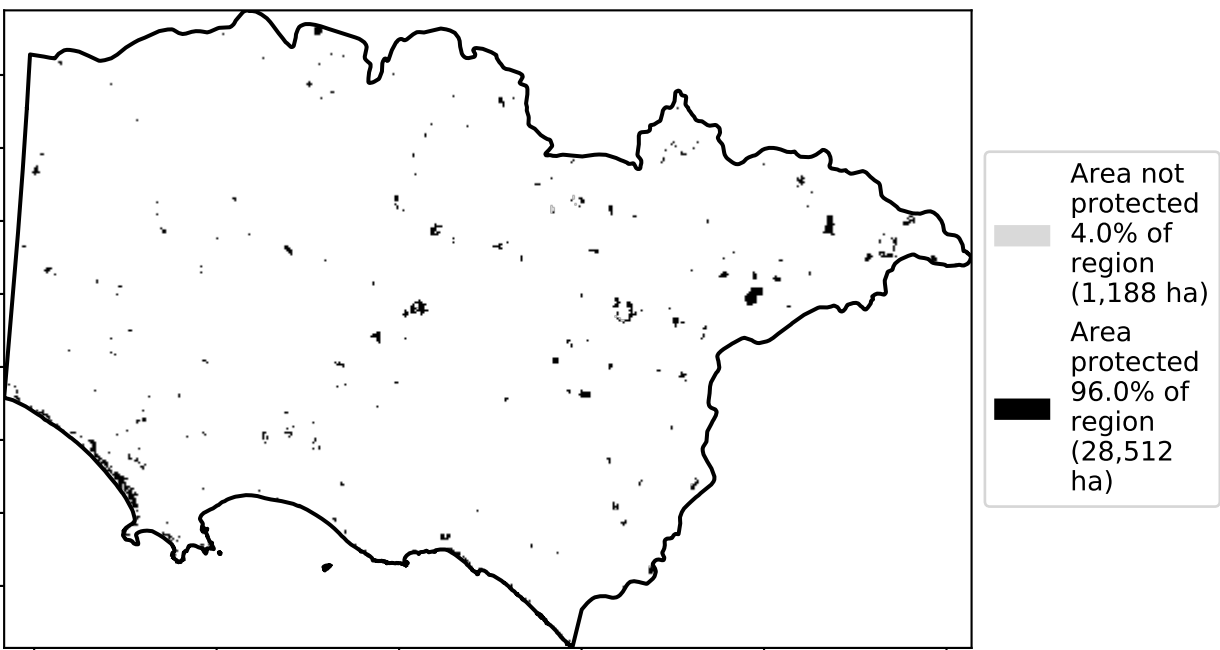 Area not
protected
4.0% of
region
(1,188 ha)
Area
protected
96.0% of
region
(28,512
ha)